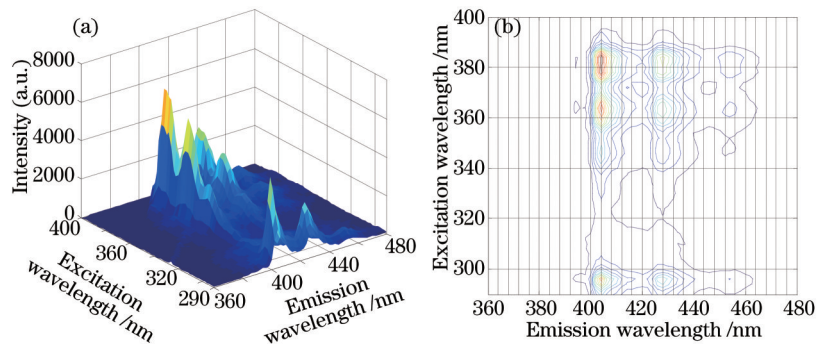 (a)
Intensity (a.u.)
8000
6000
4000
2000
0
400
360
320
290
Excitation
wavelength /nm
360
400
440
480
Emission
wavelength /nm
(b)
Excitation wavelength /nm
400
380
360
340
320
300
360 380 400 420 440 460 480
Emission wavelength /nm